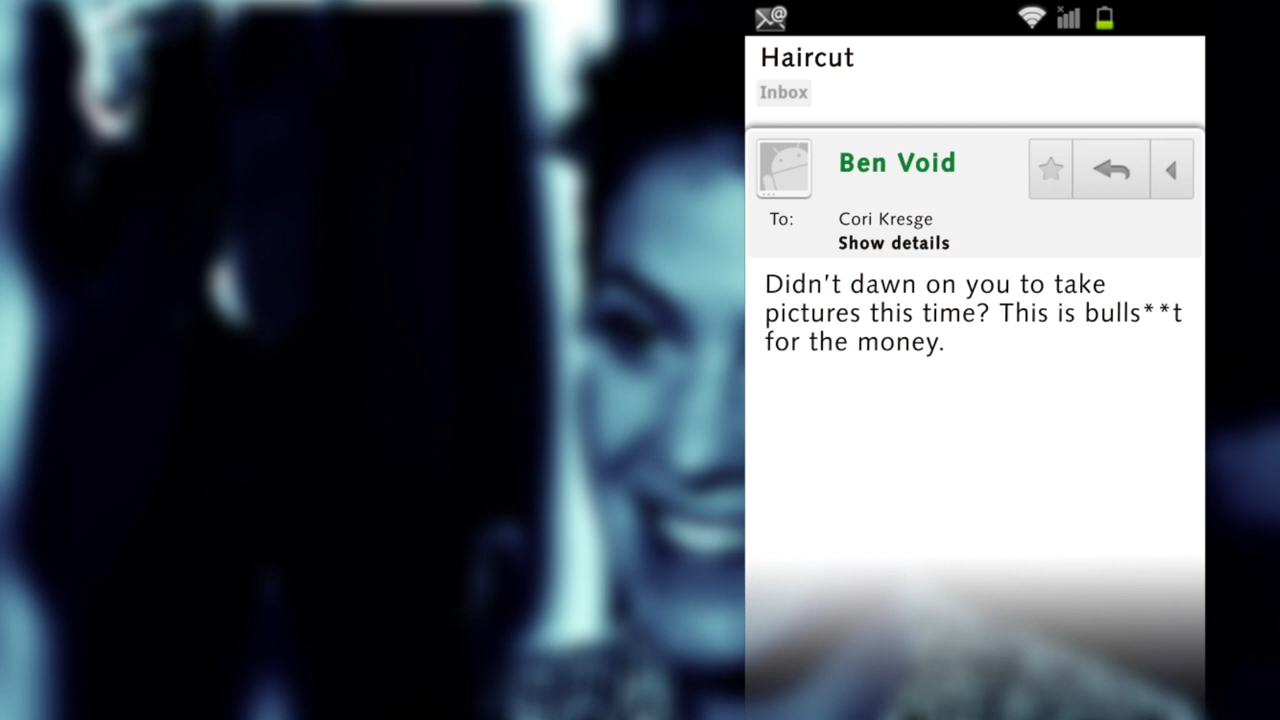 Haircut
Inbox
Ben Void
To: Cori Kresge
Show details
Didn't dawn on you to take
pictures this time? This is bulls**t
for the money.